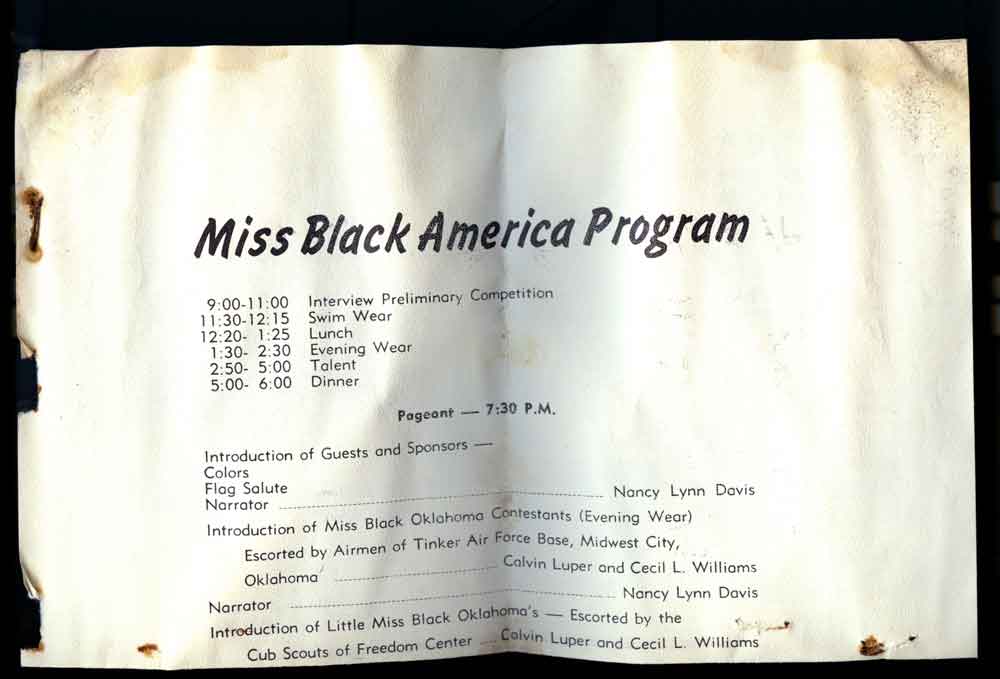 Miss Black America Program
9:00-11:00 Interview Preliminary Competition
11:30-12:15 Swim Wear
12:20- 1:25 Lunch
1:30- 2:30 Evening Wear
2:50- 5:00 Talent
5:00- 6:00 Dinner
Pageant — 7:30 P.M.
Introduction of Guests and Sponsors —
Colors
Flag Salute
Narrator ........ Nancy Lynn Davis
Introduction of Miss Black Oklahoma Contestants (Evening Wear)
Escorted by Airmen of Tinker Air Force Base, Midwest City,
Oklahoma ........ Calvin Luper and Cecil L. Williams
Narrator ........ Nancy Lynn Davis
Introduction of Little Miss Black Oklahoma's — Escorted by the
Cub Scouts of Freedom Center .... Calvin Luper and Cecil L. Williams